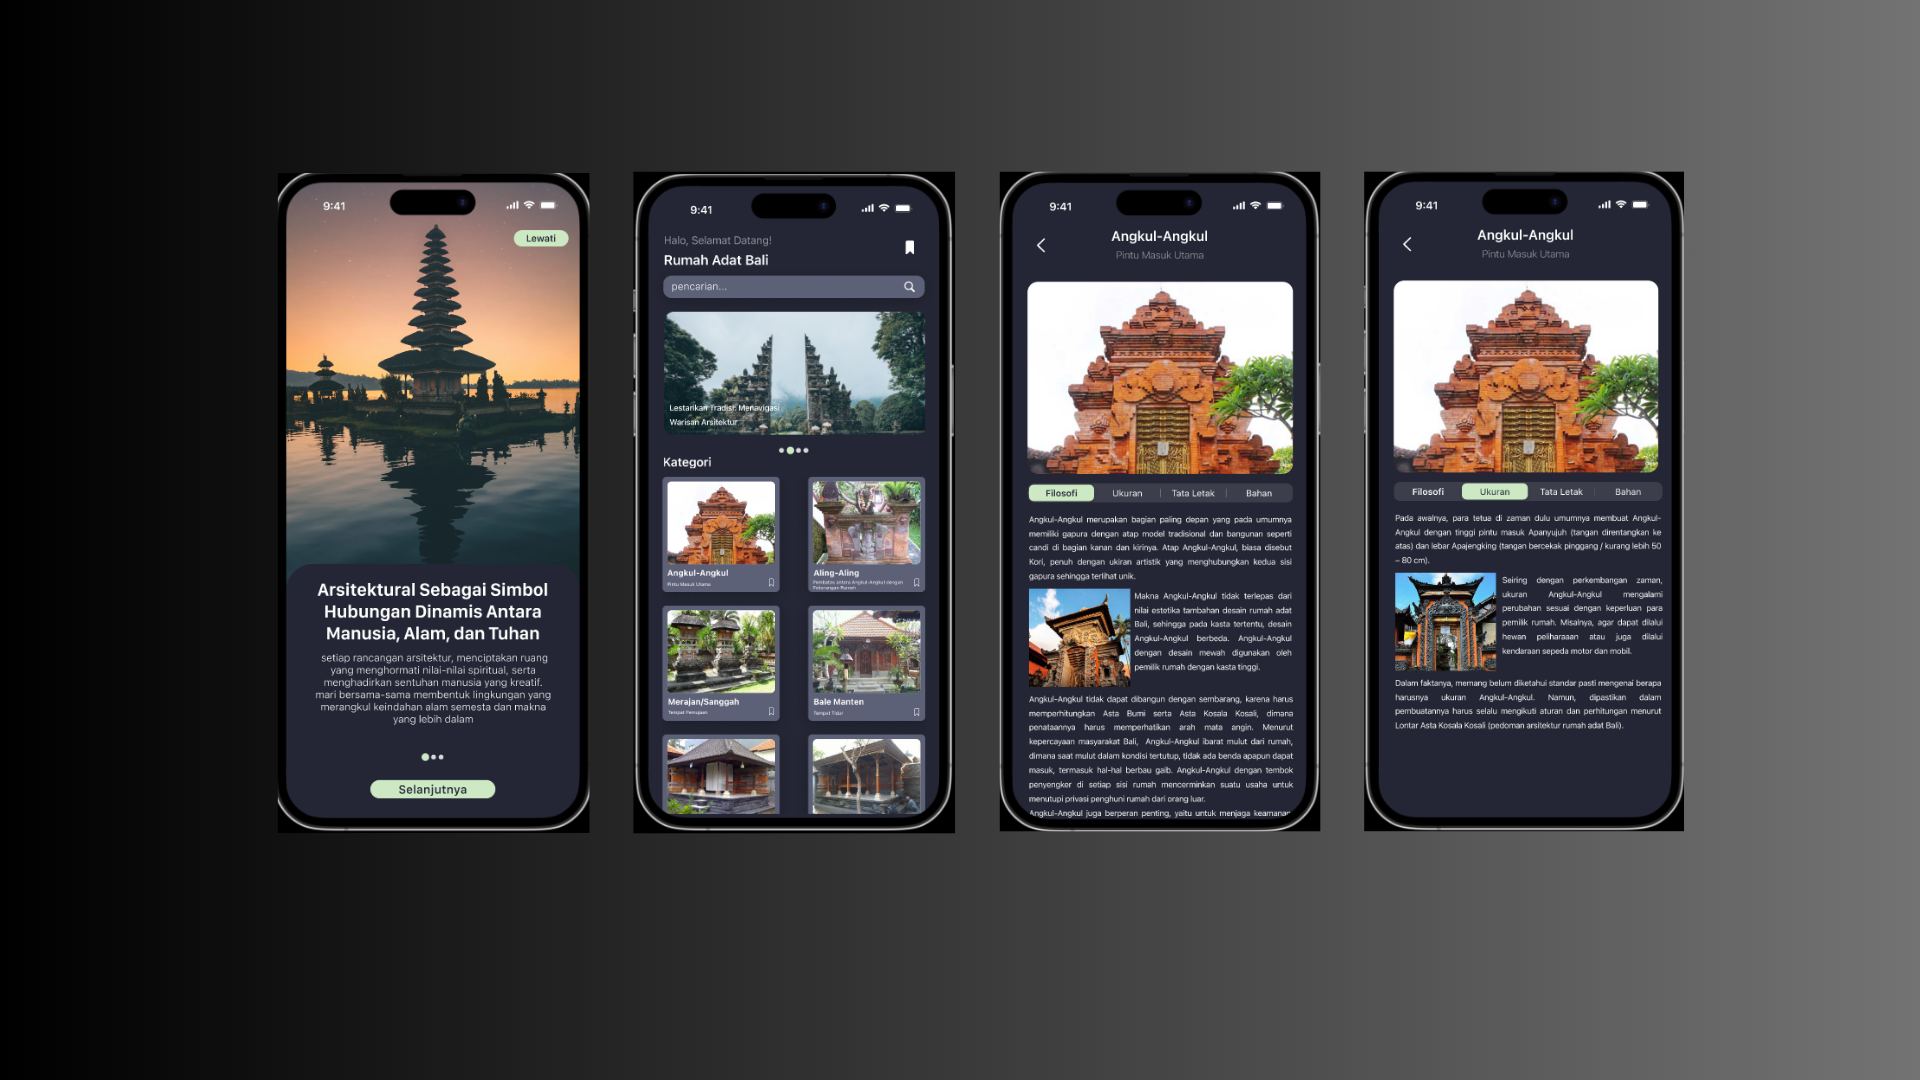 9:41
Lewati
Arsitektural Sebagai Simbol
Hubungan Dinamis Antara
Manusia, Alam, dan Tuhan
setiap rancangan arsitektur, menciptakan ruang
yang menghormati nilai-nilai spiritual, serta
menghadirkan sentuhan manusia yang kreatif.
mari bersama-sama membentuk lingkungan yang
merangkul keindahan alam semesta dan makna
yang lebih dalam
Selanjutnya
9:41
Halo, Selamat Datang!
Rumah Adat Bali
pencarian...
Lestarikan Tradisi: Menavigasi
Warisan Arsitektur
Kategori
Angkul-Angkul
Pintu Masuk Utama
Aling-Aling
Pembatas antara Angkul-Angkul dengan
Pekarangan Rumah
Merajan/Sanggah
Tempat Pemujaan
Bale Manten
Tempat Tidur
9:41
Angkul-Angkul
Pintu Masuk Utama
Filosofi
Ukuran
Tata Letak
Bahan
Angkul-Angkul merupakan bagian paling depan yang pada umumnya
memiliki gapura dengan atap model tradisional dan bangunan seperti
candi di bagian kanan dan kirinya. Atap Angkul-Angkul, biasa disebut
Kori, penuh dengan ukiran artistik yang menghubungkan kedua sisi
gapura sehingga terlihat unik.
Makna Angkul-Angkul tidak terlepas dari
nilai estetika tambahan desain rumah adat
Bali, sehingga pada kasta tertentu, desain
Angkul-Angkul berbeda. Angkul-Angkul
dengan desain mewah digunakan oleh
pemilik rumah dengan kasta tinggi.
Angkul-Angkul tidak dapat dibangun dengan sembarang, karena harus
memperhitungkan Asta Bumi serta Asta Kosala Kosali, dimana
penataannya harus memperhatikan arah mata angin. Menurut
kepercayaan masyarakat Bali, Angkul-Angkul ibarat mulut dari rumah,
dimana saat mulut dalam kondisi tertutup, tidak ada benda apapun dapat
masuk, termasuk hal-hal berbau gaib. Angkul-Angkul dengan tembok
penyengker di setiap sisi rumah mencerminkan suatu usaha untuk
menutupi privasi penghuni rumah dari orang luar.
Angkul-Angkul juga berperan penting, yaitu untuk menjaga keamanan
9:41
Angkul-Angkul
Pintu Masuk Utama
Filosofi
Ukuran
Tata Letak
Bahan
Pada awalnya, para tetua di zaman dulu umumnya membuat Angkul-
Angkul dengan tinggi pintu masuk Apanyujuh (tangan direntangkan ke
atas) dan lebar Apajengking (tangan bercekak pinggang / kurang lebih 50
– 80 cm).
Seiring dengan perkembangan zaman,
ukuran Angkul-Angkul mengalami
perubahan sesuai dengan keperluan para
pemilik rumah. Misalnya, agar dapat dilalui
hewan peliharaaan atau juga dilalui
kendaraan sepeda motor dan mobil.
Dalam faktanya, memang belum diketahui standar pasti mengenai berapa
harusnya ukuran Angkul-Angkul. Namun, dipastikan dalam
pembuatannya harus selalu mengikuti aturan dan perhitungan menurut
Lontar Asta Kosala Kosali (pedoman arsitektur rumah adat Bali).